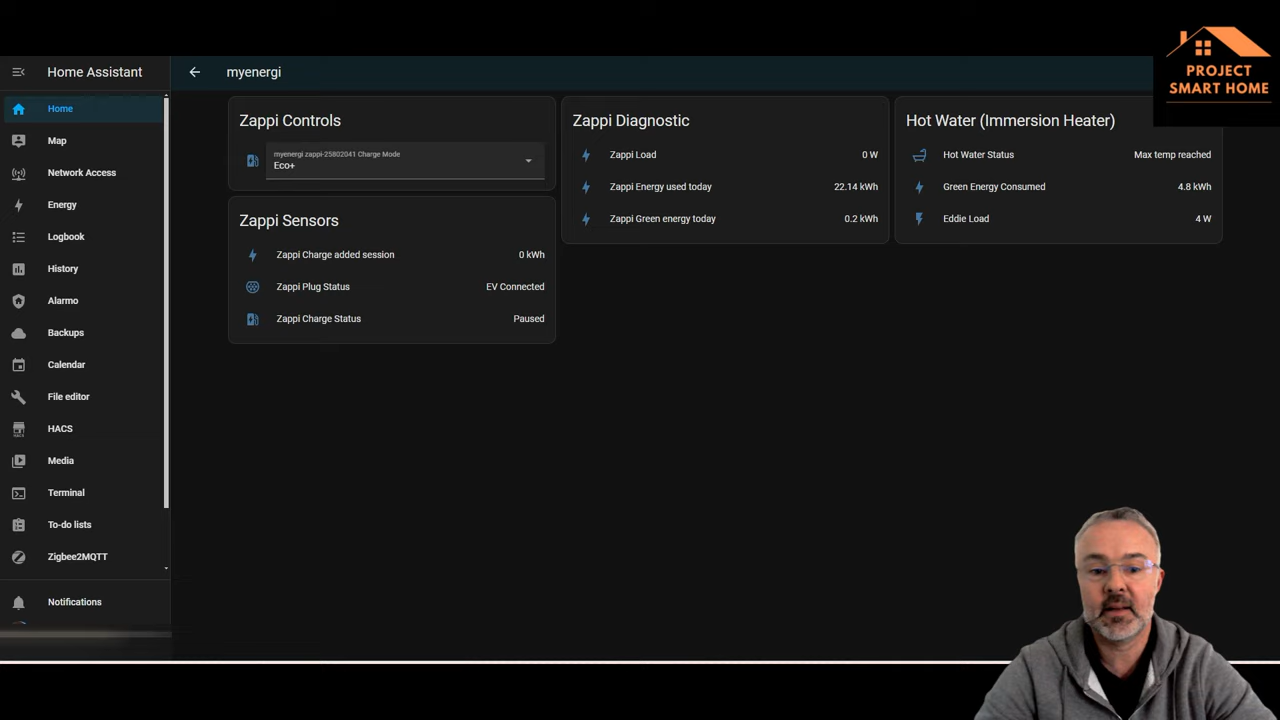 PROJECT
SMART HOME
Home Assistant
myenergi
Home
Map
Network Access
Energy
Logbook
History
Alarmo
Backups
Calendar
File editor
HACS
HACS
Media
Terminal
To-do lists
Zigbee2MQTT
Notifications
Zappi Controls
myenergi zappi-25802041 Charge Mode
Eco+
Zappi Sensors
Zappi Charge added session 0 kWh
Zappi Plug Status EV Connected
Zappi Charge Status Paused
Zappi Diagnostic
Zappi Load 0 W
Zappi Energy used today 22.14 kWh
Zappi Green energy today 0.2 kWh
Hot Water (Immersion Heater)
Hot Water Status Max temp reached
Green Energy Consumed 4.8 kWh
Eddie Load 4 W